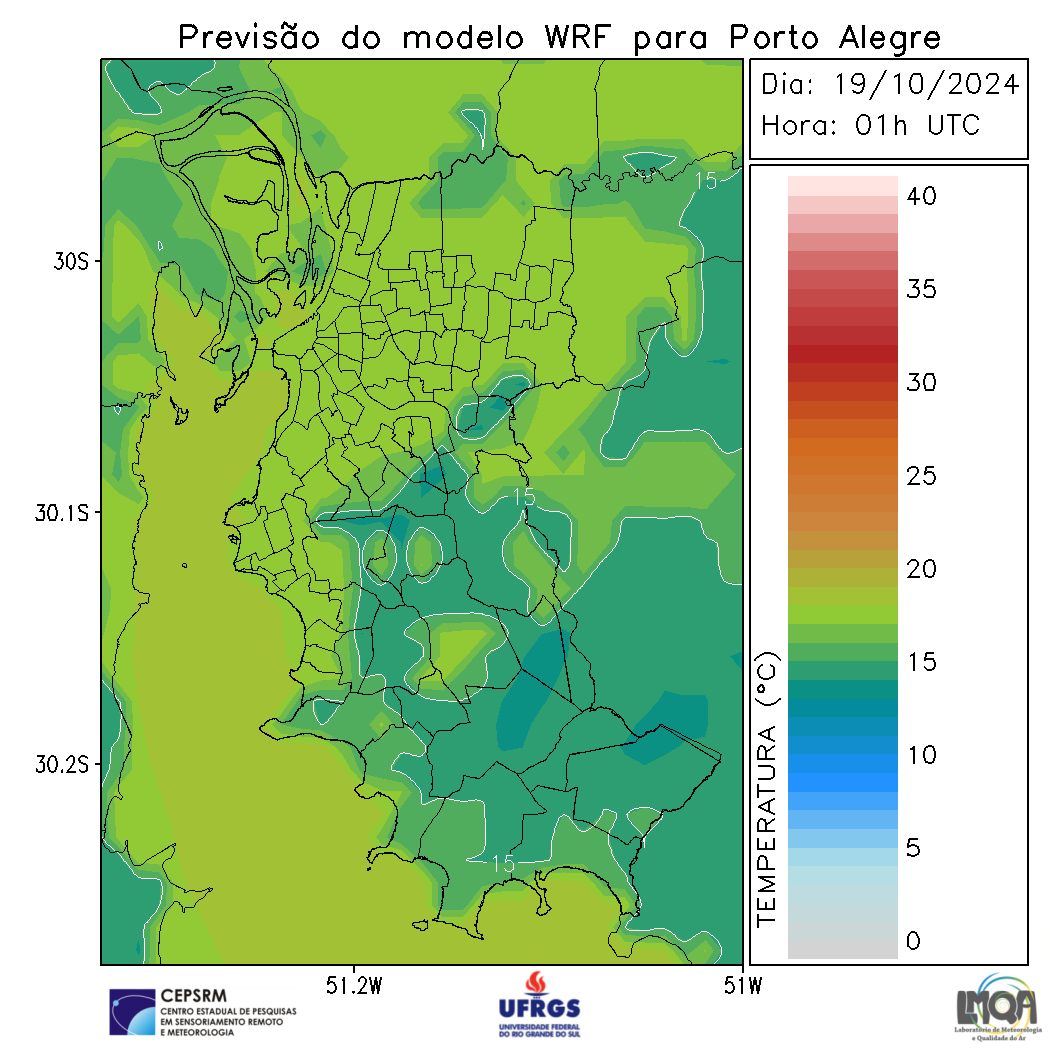 Previsão do modelo WRF para Porto Alegre
Dia: 19/10/2024
Hora: 01h UTC
15
15
15
30S
30.1S
30.2S
51.2W
51W
TEMPERATURA (°C)
40
35
30
25
20
15
10
5
0
CEPSRM
CENTRO ESTADUAL DE PESQUISAS
EM SENSORIAMENTO REMOTO
E METEOROLOGIA
UFRGS
UNIVERSIDADE FEDERAL
DO RIO GRANDE DO SUL
LMQA
Laboratório de Meteorologia
e Qualidade do Ar